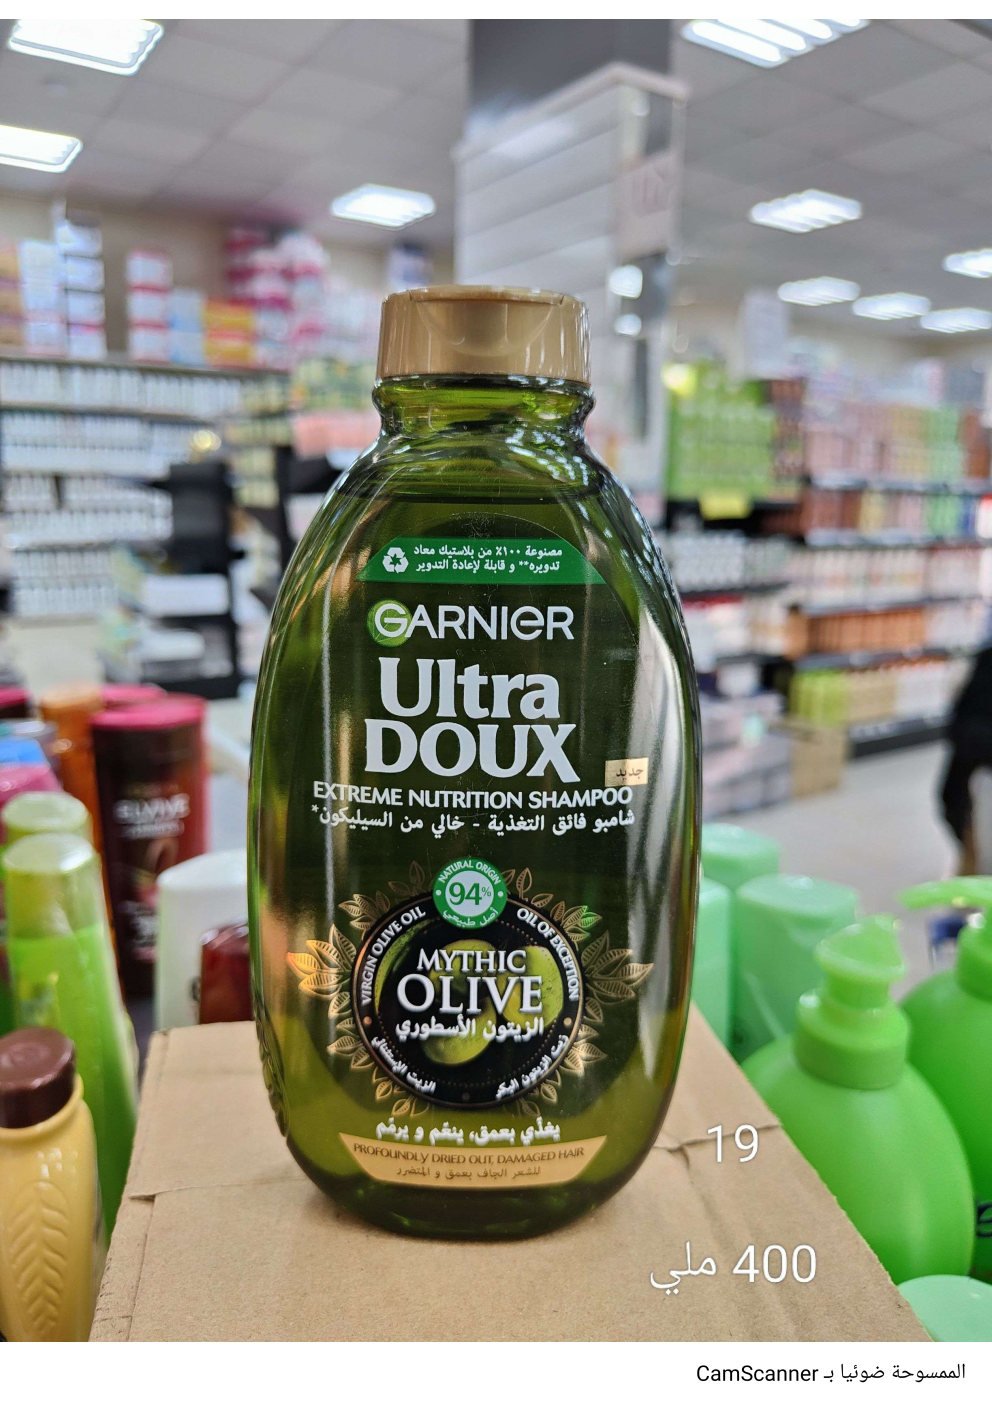 مصنوعة ١٠٠٪ من بلاستيك معاد
تدويره** و قابلة لإعادة التدوير
GARNIER
Ultra
DOUX
جديد
EXTREME NUTRITION SHAMPOO
شامبو فائق التغذية - خالي من السيليكون*
NATURAL ORIGIN
94%
أصل طبيعي
VIRGIN OLIVE OIL
OIL OF EXCEPTION
MYTHIC
OLIVE
الزيتون الأسطوري
زيت الزيتون البكر
الزيت الإستثنائي
يغذّي بعمق، ينعّم و يرمّم
PROFOUNDLY DRIED OUT, DAMAGED HAIR
للشعر الجاف بعمق و المتضرر
ELVIVE
19
400 ملي
الممسوحة ضوئيا بـ CamScanner